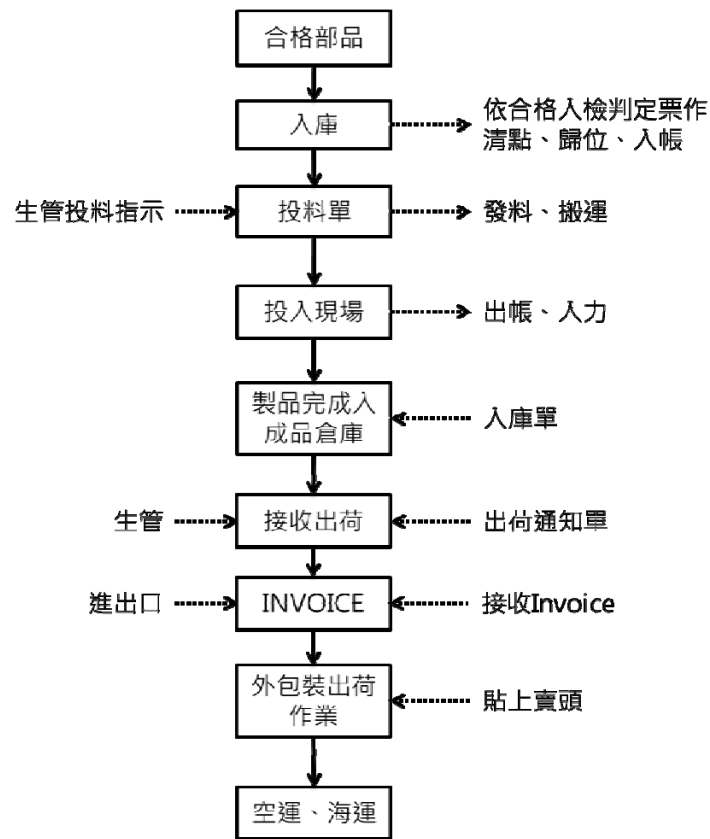 合格部品
入庫
依合格入檢判定票作
清點、歸位、入帳
生管投料指示
投料單
發料、搬運
投入現場
出帳、入力
製品完成入
成品倉庫
入庫單
生管
接收出荷
出荷通知單
進出口
INVOICE
接收Invoice
外包裝出荷
作業
貼上賣頭
空運、海運